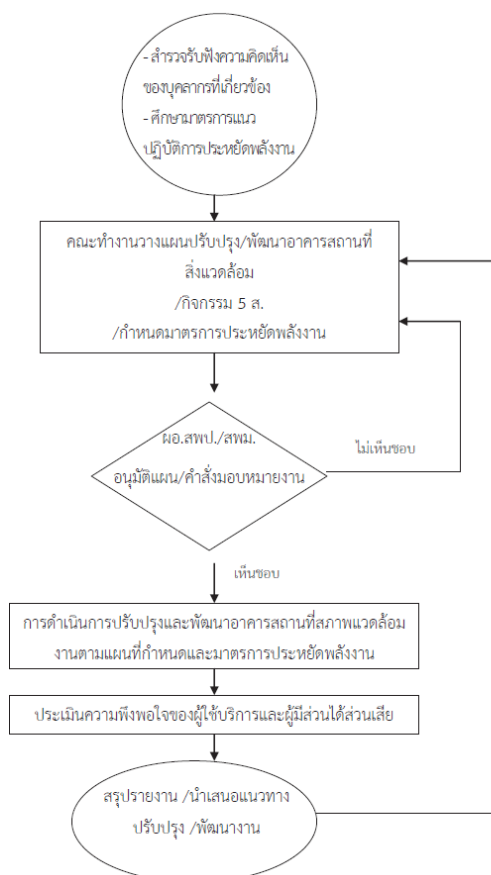 - สำรวจรับฟังความคิดเห็น
ของบุคลากรที่เกี่ยวข้อง
- ศึกษามาตรการแนว
ปฏิบัติการประหยัดพลังงาน
คณะทำงานวางแผนปรับปรุง/พัฒนาอาคารสถานที่
สิ่งแวดล้อม
/กิจกรรม 5 ส.
/กำหนดมาตรการประหยัดพลังงาน
ผอ.สพป./สพม.
อนุมัติแผน/คำสั่งมอบหมายงาน
ไม่เห็นชอบ
เห็นชอบ
การดำเนินการปรับปรุงและพัฒนาอาคารสถานที่สภาพแวดล้อม
งานตามแผนที่กำหนดและมาตรการประหยัดพลังงาน
ประเมินความพึงพอใจของผู้ใช้บริการและผู้มีส่วนได้ส่วนเสีย
สรุปรายงาน /นำเสนอแนวทาง
ปรับปรุง /พัฒนางาน